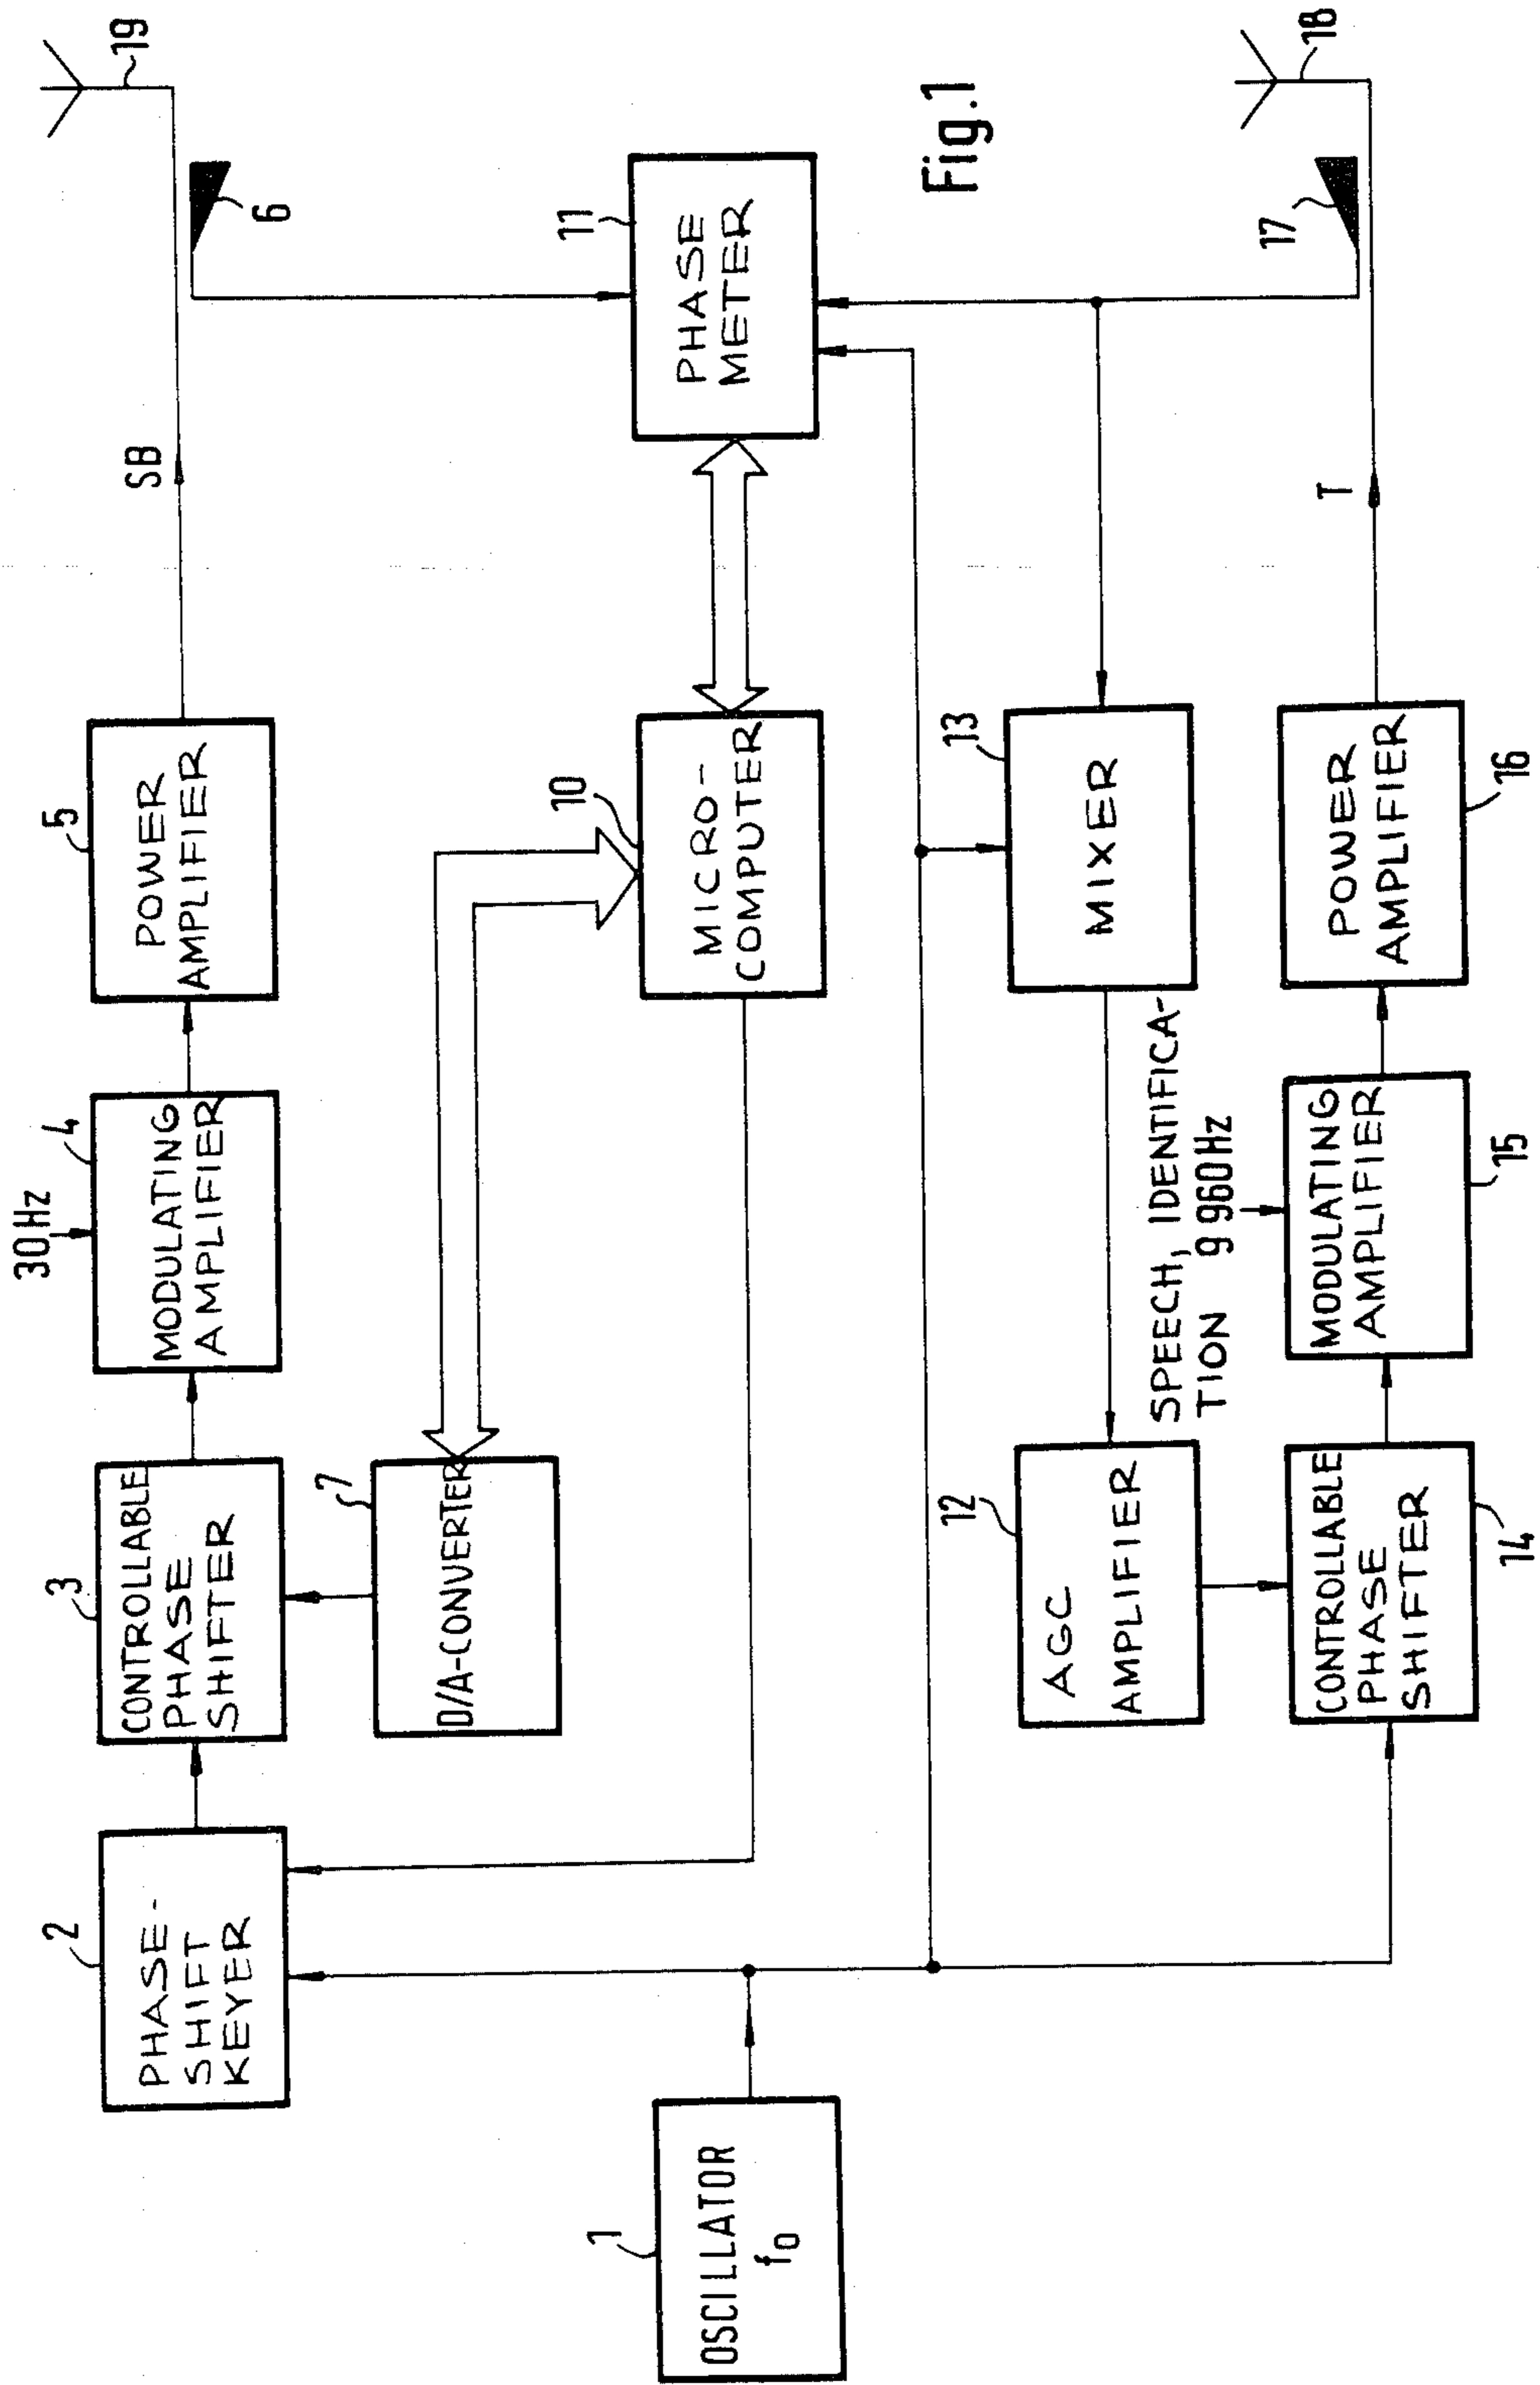 19
SB
6
5
POWER
AMPLIFIER
30Hz
4
MODULATING
AMPLIFIER
3
CONTROLLABLE
PHASE
SHIFTER
2
PHASE-
SHIFT
KEYER
7
D/A-CONVERTER
10
MICRO-
COMPUTER
11
PHASE
METER
1
OSCILLATOR
f0
Fig.1
13
MIXER
12
AGC
AMPLIFIER
SPEECH, IDENTIFICA-
TION 9 960Hz
17
18
T
POWER
AMPLIFIER
16
MODULATING
AMPLIFIER
15
CONTROLLABLE
PHASE
SHIFTER
14